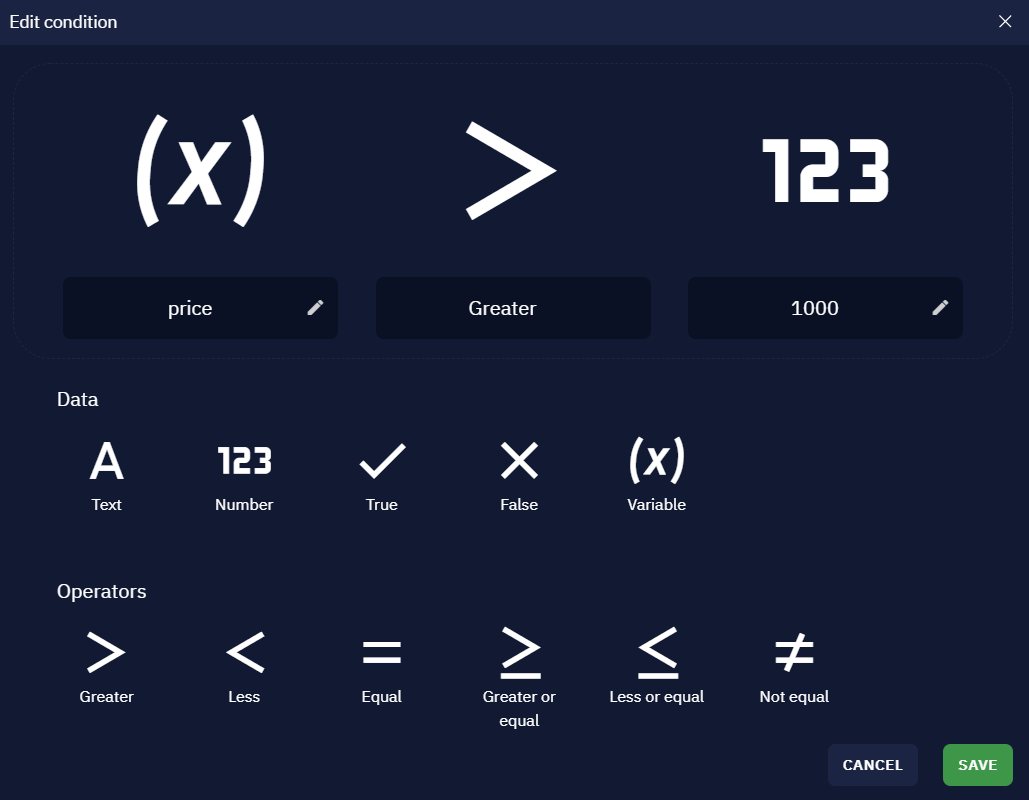 Edit condition
(x) > 123
price Greater 1000
Data
A 123 (x)
Text Number True False Variable
Operators
> < = ≥ ≤ ≠
Greater Less Equal Greater or equal Less or equal Not equal
CANCEL SAVE